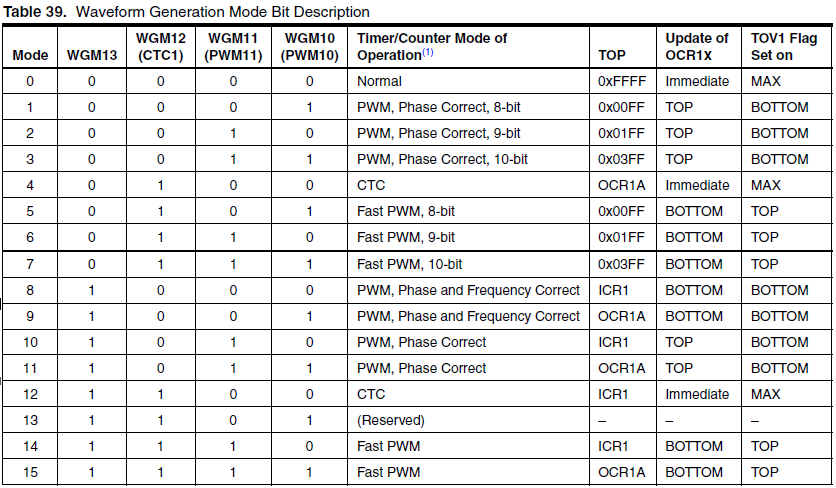 Table 39. Waveform Generation Mode Bit Description
Mode WGM13 WGM12 (CTC1) WGM11 (PWM11) WGM10 (PWM10) Timer/Counter Mode of Operation(1) TOP Update of OCR1X TOV1 Flag Set on
0 0 0 0 0 Normal 0xFFFF Immediate MAX
1 0 0 0 1 PWM, Phase Correct, 8-bit 0x00FF TOP BOTTOM
2 0 0 1 0 PWM, Phase Correct, 9-bit 0x01FF TOP BOTTOM
3 0 0 1 1 PWM, Phase Correct, 10-bit 0x03FF TOP BOTTOM
4 0 1 0 0 CTC OCR1A Immediate MAX
5 0 1 0 1 Fast PWM, 8-bit 0x00FF BOTTOM TOP
6 0 1 1 0 Fast PWM, 9-bit 0x01FF BOTTOM TOP
7 0 1 1 1 Fast PWM, 10-bit 0x03FF BOTTOM TOP
8 1 0 0 0 PWM, Phase and Frequency Correct ICR1 BOTTOM BOTTOM
9 1 0 0 1 PWM, Phase and Frequency Correct OCR1A BOTTOM BOTTOM
10 1 0 1 0 PWM, Phase Correct ICR1 TOP BOTTOM
11 1 0 1 1 PWM, Phase Correct OCR1A TOP BOTTOM
12 1 1 0 0 CTC ICR1 Immediate MAX
13 1 1 0 1 (Reserved) – – –
14 1 1 1 0 Fast PWM ICR1 BOTTOM TOP
15 1 1 1 1 Fast PWM OCR1A BOTTOM TOP